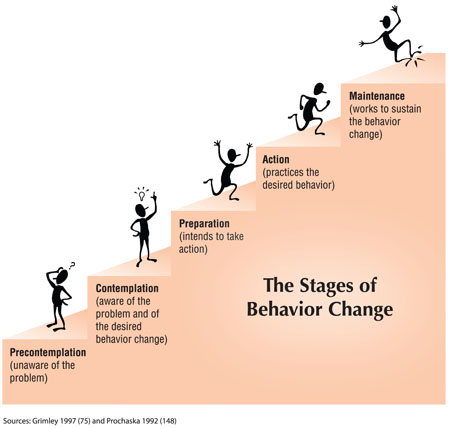 Maintenance
(works to sustain
the behavior
change)
Action
(practices the
desired behavior)
Preparation
(intends to take
action)
?
Contemplation
(aware of the
problem and of
the desired
behavior change)
Precontemplation
(unaware of the
problem)
The Stages of
Behavior Change
Sources: Grimley 1997 (75) and Prochaska 1992 (148)